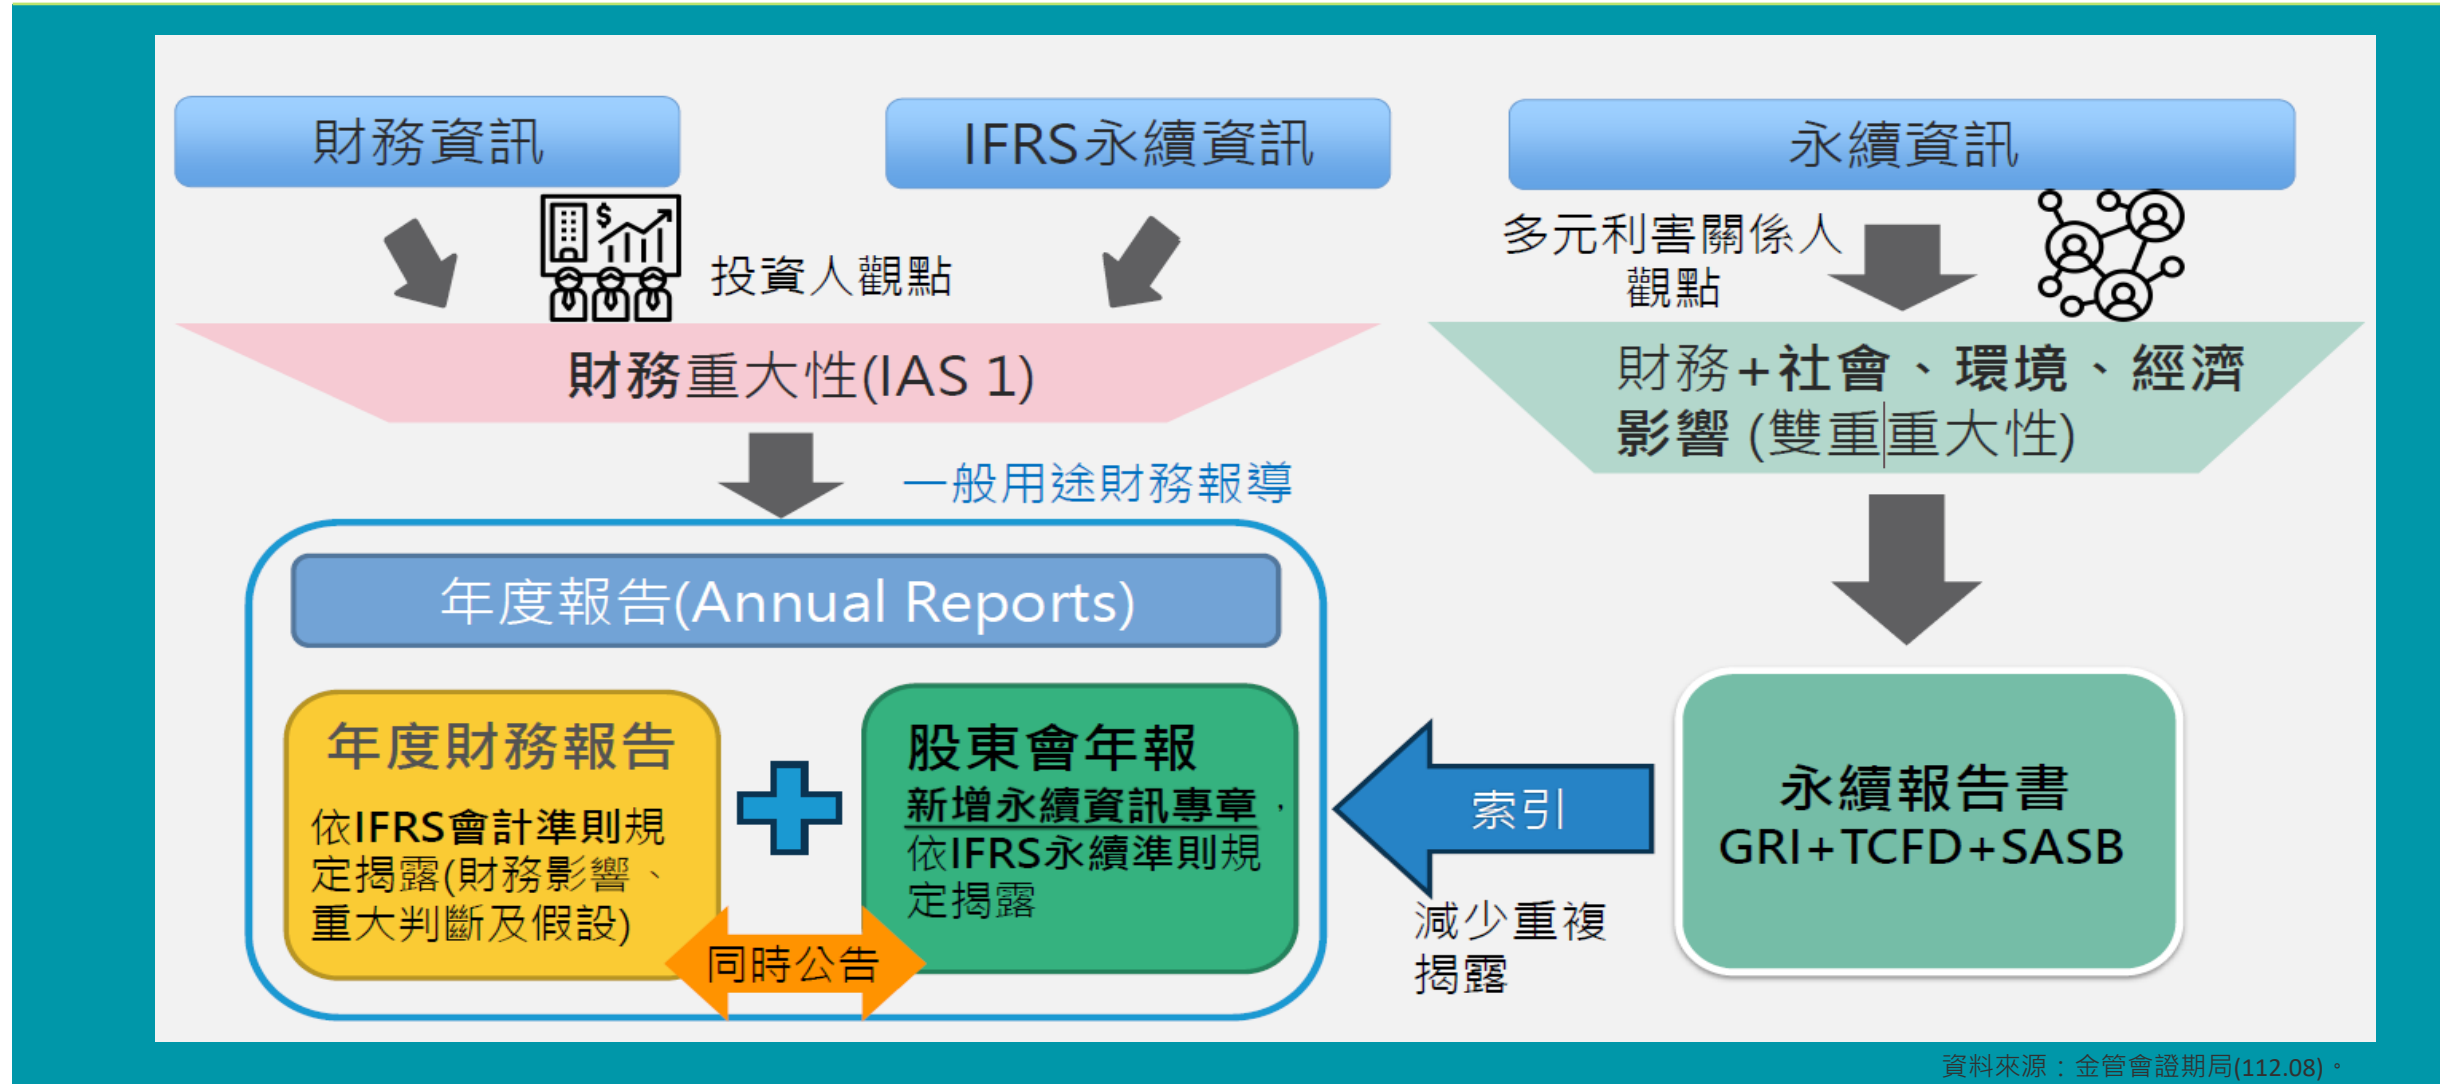 財務資訊
IFRS永續資訊
永續資訊
投資人觀點
多元利害關係人
觀點
財務重大性(IAS 1)
財務+社會、環境、經濟
影響 (雙重重大性)
一般用途財務報導
年度報告(Annual Reports)
年度財務報告
依IFRS會計準則規
定揭露(財務影響、
重大判斷及假設)
股東會年報
新增永續資訊專章，
依IFRS永續準則規
定揭露
同時公告
索引
減少重複
揭露
永續報告書
GRI+TCFD+SASB
資料來源：金管會證期局(112.08)。